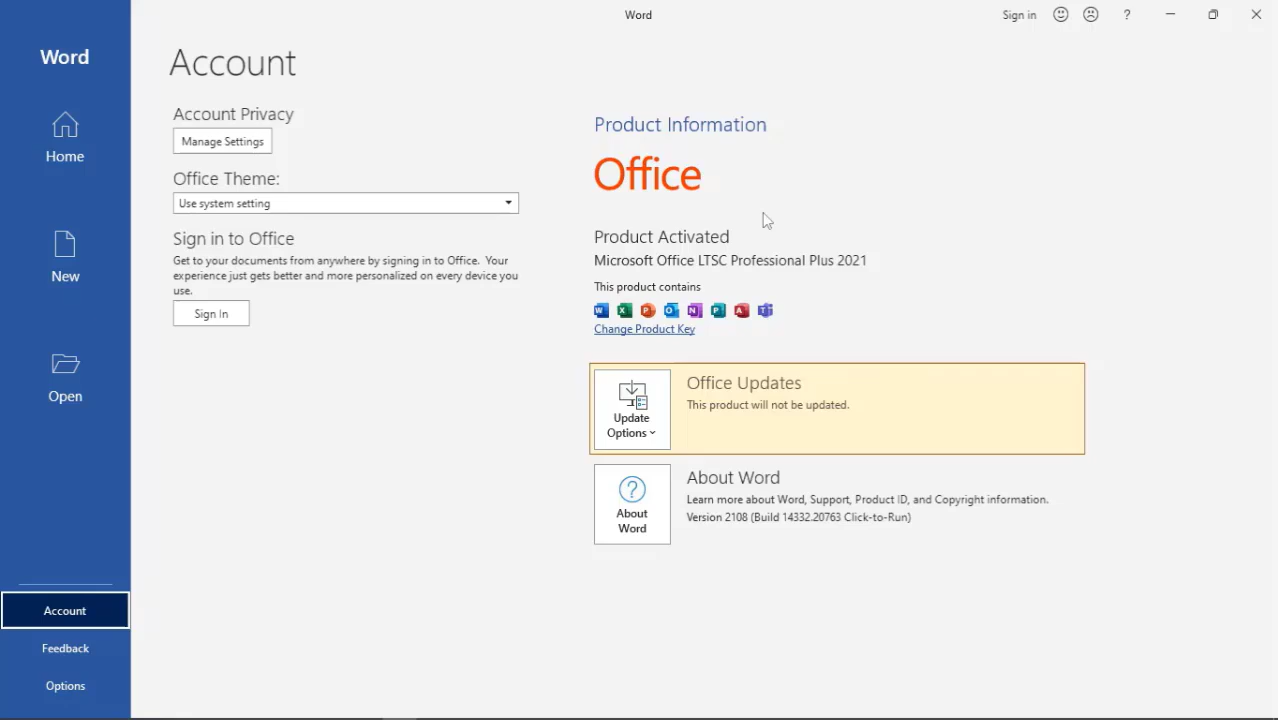 Word
Sign in
?
Word
Home
New
Open
Account
Feedback
Options
Account
Account Privacy
Manage Settings
Office Theme:
Use system setting
Sign in to Office
Get to your documents from anywhere by signing in to Office. Your
experience just gets better and more personalized on every device you
use.
Sign In
Product Information
Office
Product Activated
Microsoft Office LTSC Professional Plus 2021
This product contains
Change Product Key
Update
Options
Office Updates
This product will not be updated.
About
Word
About Word
Learn more about Word, Support, Product ID, and Copyright information.
Version 2108 (Build 14332.20763 Click-to-Run)